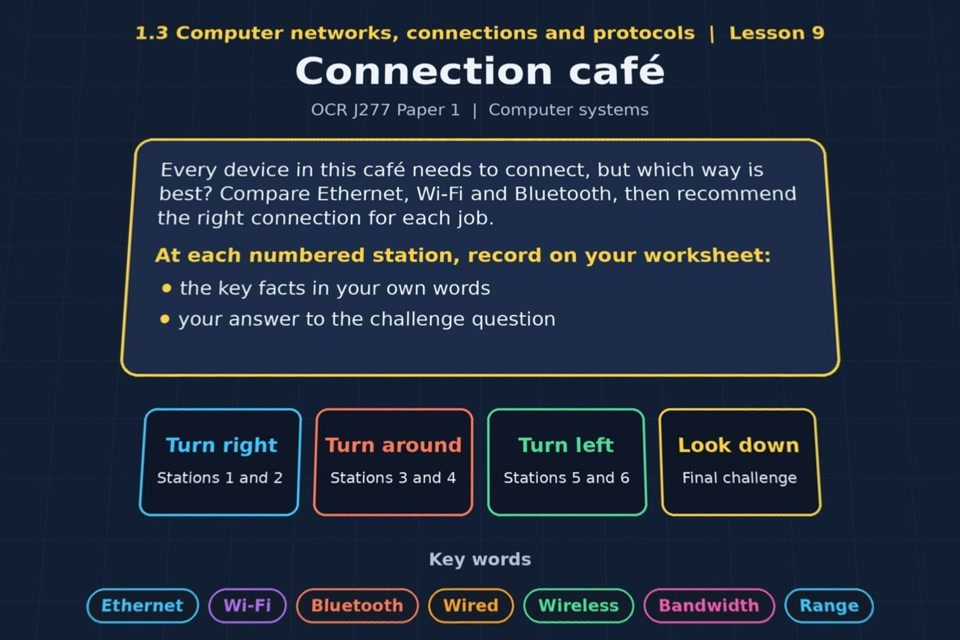 1.3 Computer networks, connections and protocols | Lesson 9
Connection café
OCR J277 Paper 1 | Computer systems
Every device in this café needs to connect, but which way is
best? Compare Ethernet, Wi-Fi and Bluetooth, then recommend
the right connection for each job.
At each numbered station, record on your worksheet:
• the key facts in your own words
• your answer to the challenge question
Turn right
Stations 1 and 2
Turn around
Stations 3 and 4
Turn left
Stations 5 and 6
Look down
Final challenge
Key words
Ethernet
Wi-Fi
Bluetooth
Wired
Wireless
Bandwidth
Range